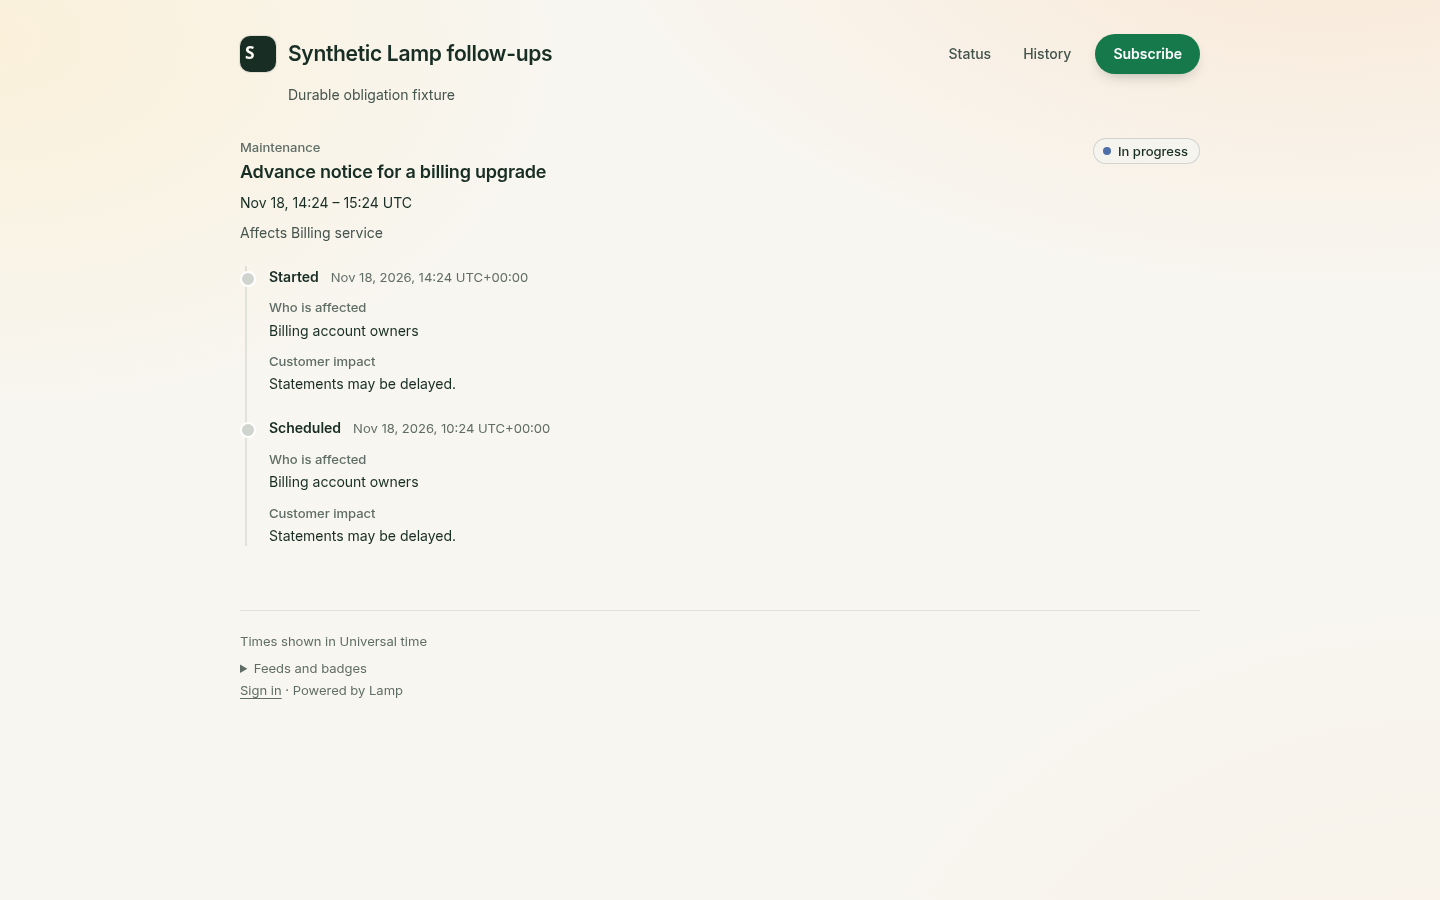 S
Synthetic Lamp follow-ups
Status
History
Subscribe
Durable obligation fixture
Maintenance
In progress
Advance notice for a billing upgrade
Nov 18, 14:24 – 15:24 UTC
Affects Billing service
Started Nov 18, 2026, 14:24 UTC+00:00
Who is affected
Billing account owners
Customer impact
Statements may be delayed.
Scheduled Nov 18, 2026, 10:24 UTC+00:00
Who is affected
Billing account owners
Customer impact
Statements may be delayed.
Times shown in Universal time
Feeds and badges
Sign in · Powered by Lamp